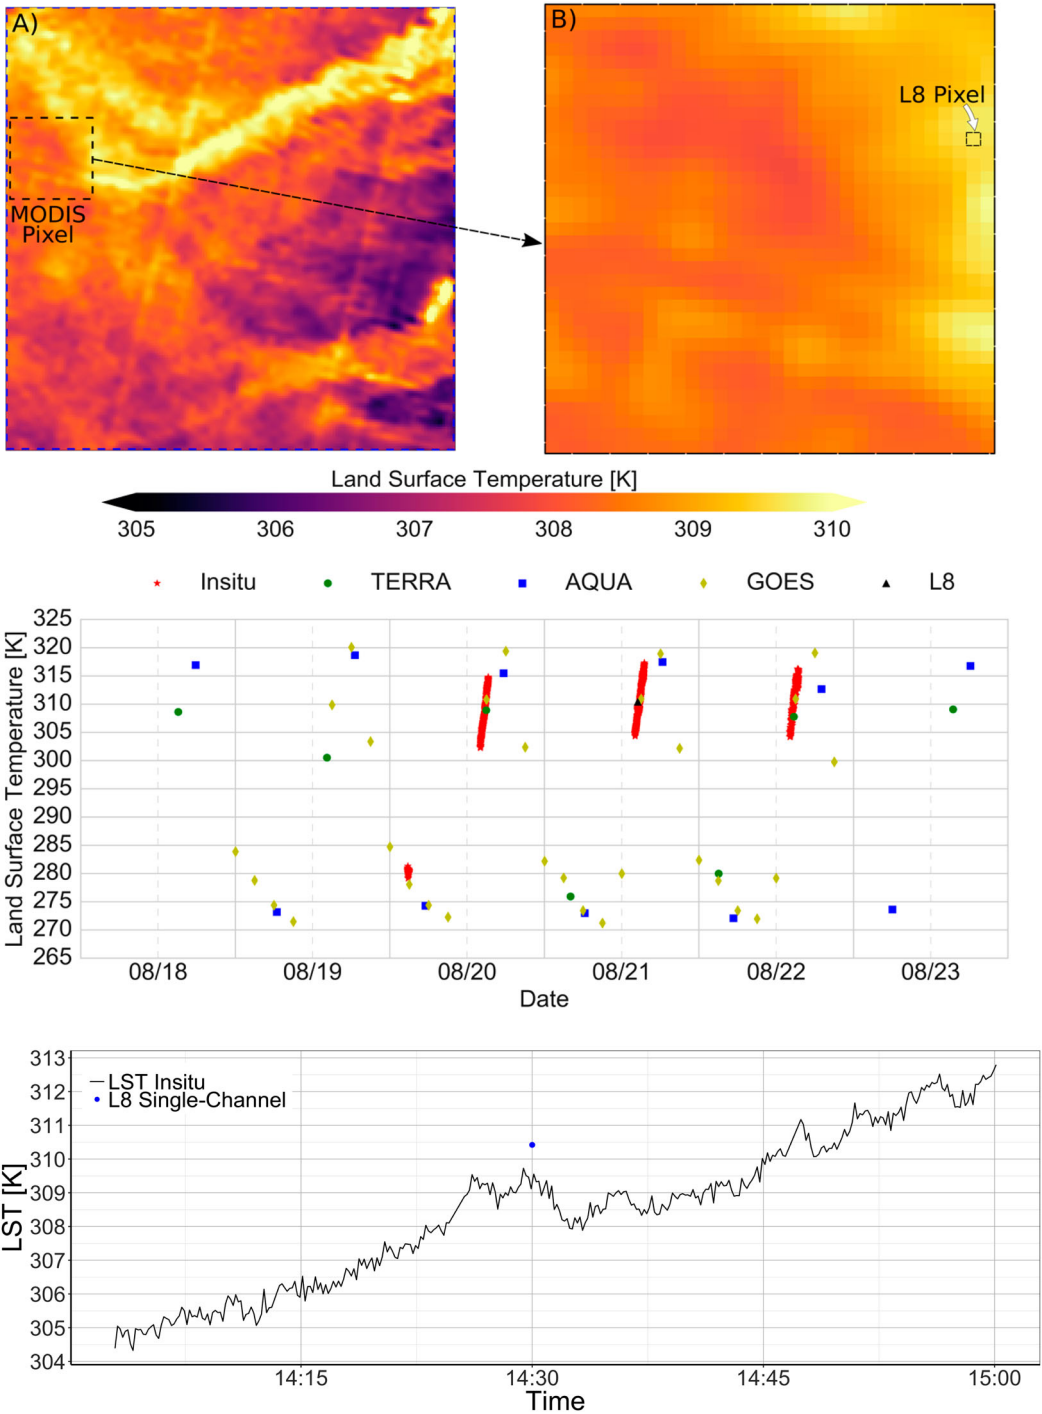 A)
B)
L8 Pixel
MODIS
Pixel
Land Surface Temperature [K]
305 306 307 308 309 310
Insitu TERRA AQUA GOES L8
Land Surface Temperature [K]
325
320
315
310
305
300
295
290
285
280
275
270
265
08/18 08/19 08/20 08/21 08/22 08/23
Date
LST [K]
313
312
311
310
309
308
307
306
305
304
LST Insitu
L8 Single-Channel
14:15 14:30 14:45 15:00
Time